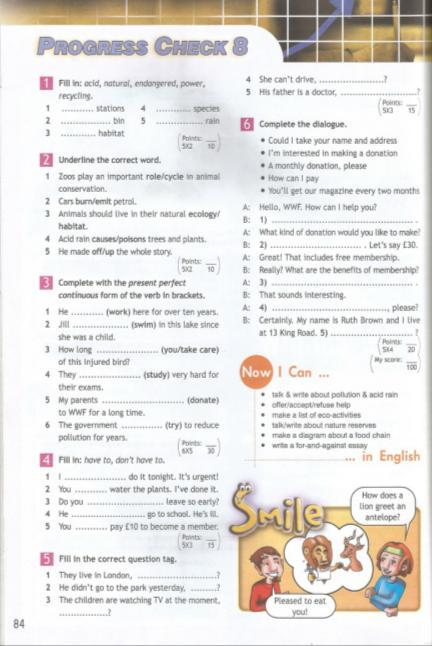 PROGRESS CHECK 8
1 Fill in: acid, natural, endangered, power,
recycling.
1 ............ stations 4 ............ species
2 ............ bin 5 ............ rain
3 ............ habitat
(Points: ___
5X2 10)
2 Underline the correct word.
1 Zoos play an important role/cycle in animal
conservation.
2 Cars burn/emit petrol.
3 Animals should live in their natural ecology/
habitat.
4 Acid rain causes/poisons trees and plants.
5 He made off/up the whole story.
(Points: ___
5X2 10)
3 Complete with the present perfect
continuous form of the verb in brackets.
1 He ............ (work) here for over ten years.
2 Jill ............ (swim) in this lake since
she was a child.
3 How long ............ (you/take care)
of this injured bird?
4 They ............ (study) very hard for
their exams.
5 My parents ............ (donate)
to WWF for a long time.
6 The government ............ (try) to reduce
pollution for years.
(Points: ___
6X5 30)
4 Fill in: have to, don't have to.
1 I ............ do it tonight. It's urgent!
2 You ............ water the plants. I've done it.
3 Do you ............ leave so early?
4 He ............ go to school. He's ill.
5 You ............ pay £10 to become a member.
(Points: ___
5X3 15)
5 Fill in the correct question tag.
1 They live in London, ............?
2 He didn't go to the park yesterday, ............?
3 The children are watching TV at the moment,
............?
84
4 She can't drive, ............?
5 His father is a doctor, ............?
(Points: ___
5X3 15)
6 Complete the dialogue.
• Could I take your name and address
• I'm interested in making a donation
• A monthly donation, please
• How can I pay
• You'll get our magazine every two months
A: Hello, WWF. How can I help you?
B: 1) ............ .
A: What kind of donation would you like to make?
B: 2) ............ . Let's say £30.
A: Great! That includes free membership.
B: Really? What are the benefits of membership?
A: 3) ............ .
B: That sounds interesting.
A: 4) ............, please?
B: Certainly. My name is Ruth Brown and I live
at 13 King Road. 5) ............ ?
(Points: ___
5X4 20)
(My score: ___
100)
Now I Can ...
• talk & write about pollution & acid rain
• offer/accept/refuse help
• make a list of eco-activities
• talk/write about nature reserves
• make a diagram about a food chain
• write a for-and-against essay
... in English
Smile
How does a
lion greet an
antelope?
Pleased to eat
you!